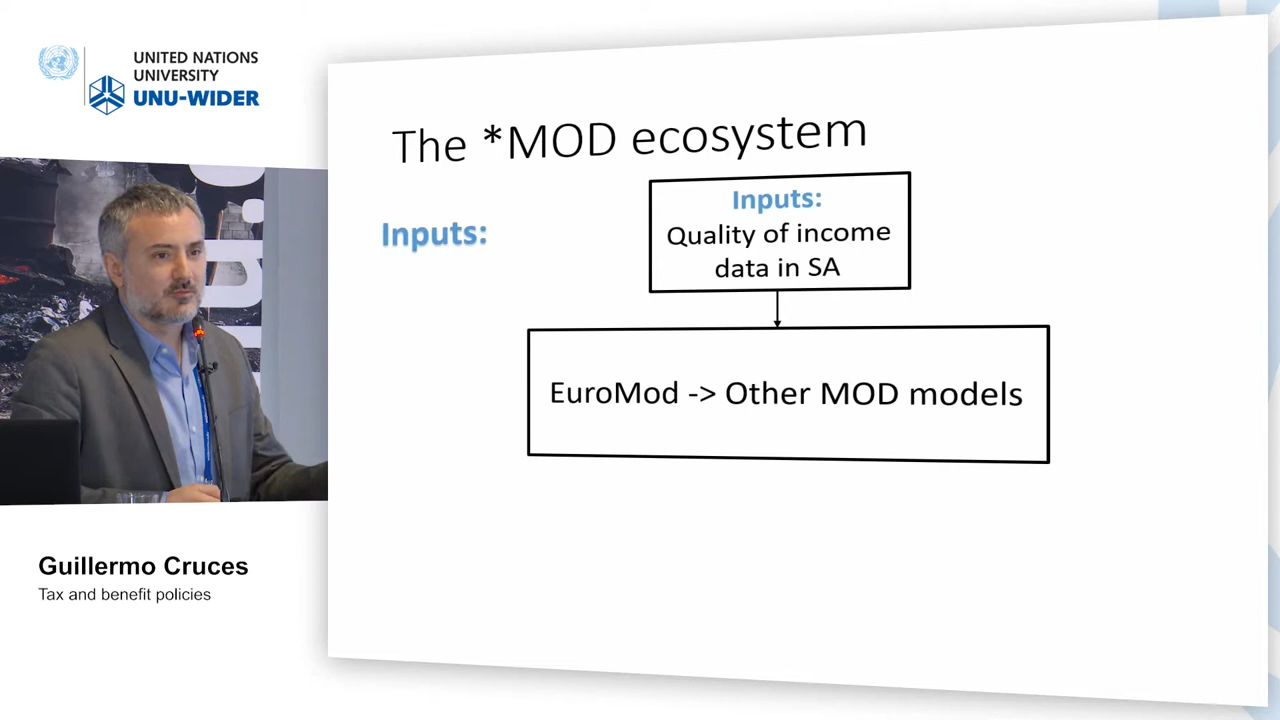 UNITED NATIONS
UNIVERSITY
UNU-WIDER
The *MOD ecosystem
Inputs:
Inputs:
Quality of income
data in SA
EuroMod -> Other MOD models
Guillermo Cruces
Tax and benefit policies